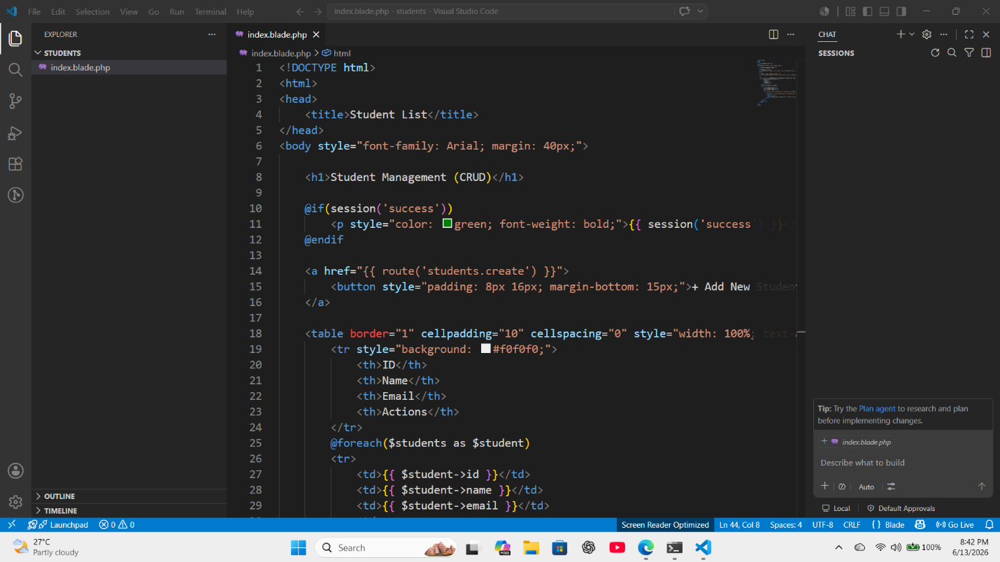 File Edit Selection View Go Run Terminal Help
index.blade.php - students - Visual Studio Code
EXPLORER
STUDENTS
index.blade.php
index.blade.php
index.blade.php > html
1 <!DOCTYPE html>
2 <html>
3 <head>
4 <title>Student List</title>
5 </head>
6 <body style="font-family: Arial; margin: 40px;">
7
8 <h1>Student Management (CRUD)</h1>
9
10 @if(session('success'))
11 <p style="color: green; font-weight: bold;">{{ session('success') }}</
12 @endif
13
14 <a href="{{ route('students.create') }}">
15 <button style="padding: 8px 16px; margin-bottom: 15px;">+ Add New Student
16 </a>
17
18 <table border="1" cellpadding="10" cellspacing="0" style="width: 100%; text-
19 <tr style="background: #f0f0f0;">
20 <th>ID</th>
21 <th>Name</th>
22 <th>Email</th>
23 <th>Actions</th>
24 </tr>
25 @foreach($students as $student)
26 <tr>
27 <td>{{ $student->id }}</td>
28 <td>{{ $student->name }}</td>
29 <td>{{ $student->email }}</td>
OUTLINE
TIMELINE
CHAT
SESSIONS
Tip: Try the Plan agent to research and plan
before implementing changes.
index.blade.php
Describe what to build
Auto
Local Default Approvals
Launchpad 0 0 Screen Reader Optimized Ln 44, Col 8 Spaces: 4 UTF-8 CRLF { } Blade Go Live
27°C
Partly cloudy
Search
M365
100%
8:42 PM
6/13/2026